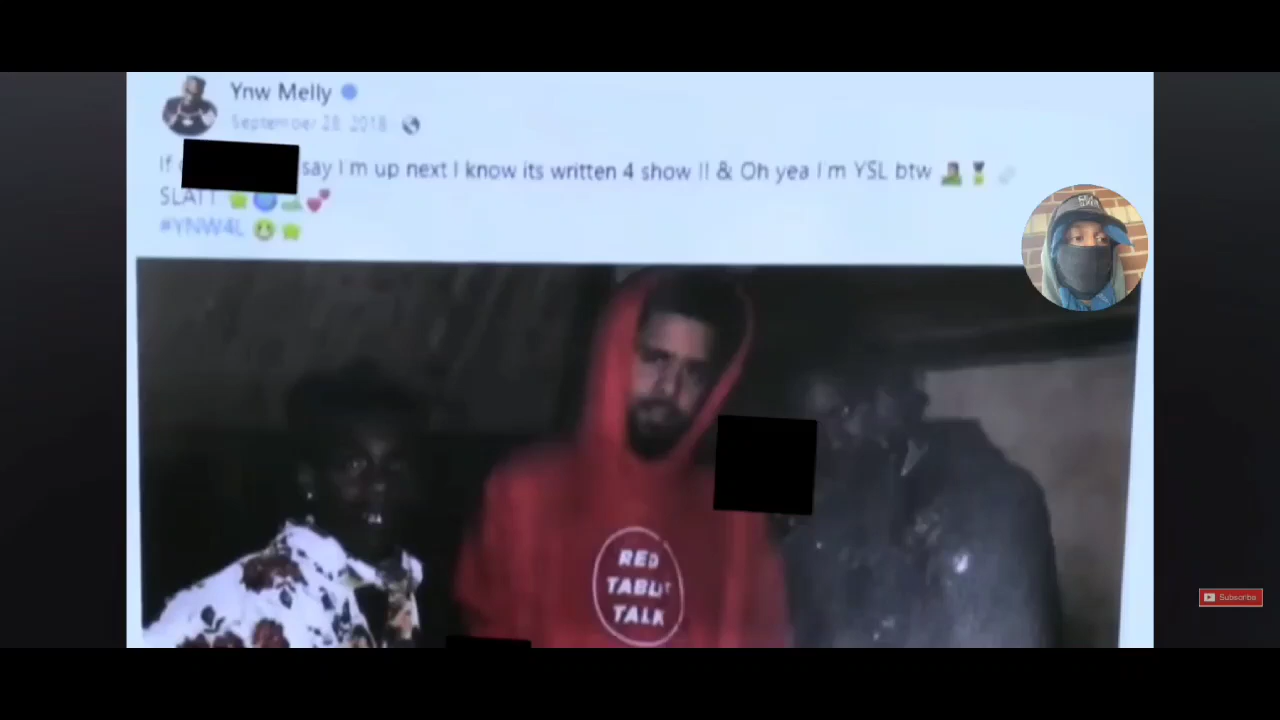 Ynw Melly
September 28, 2018
If say I'm up next I know its written 4 show !! & Oh yea I'm YSL btw
SLATT
#YNW4L
RED
TABLE
TALK
Subscribe